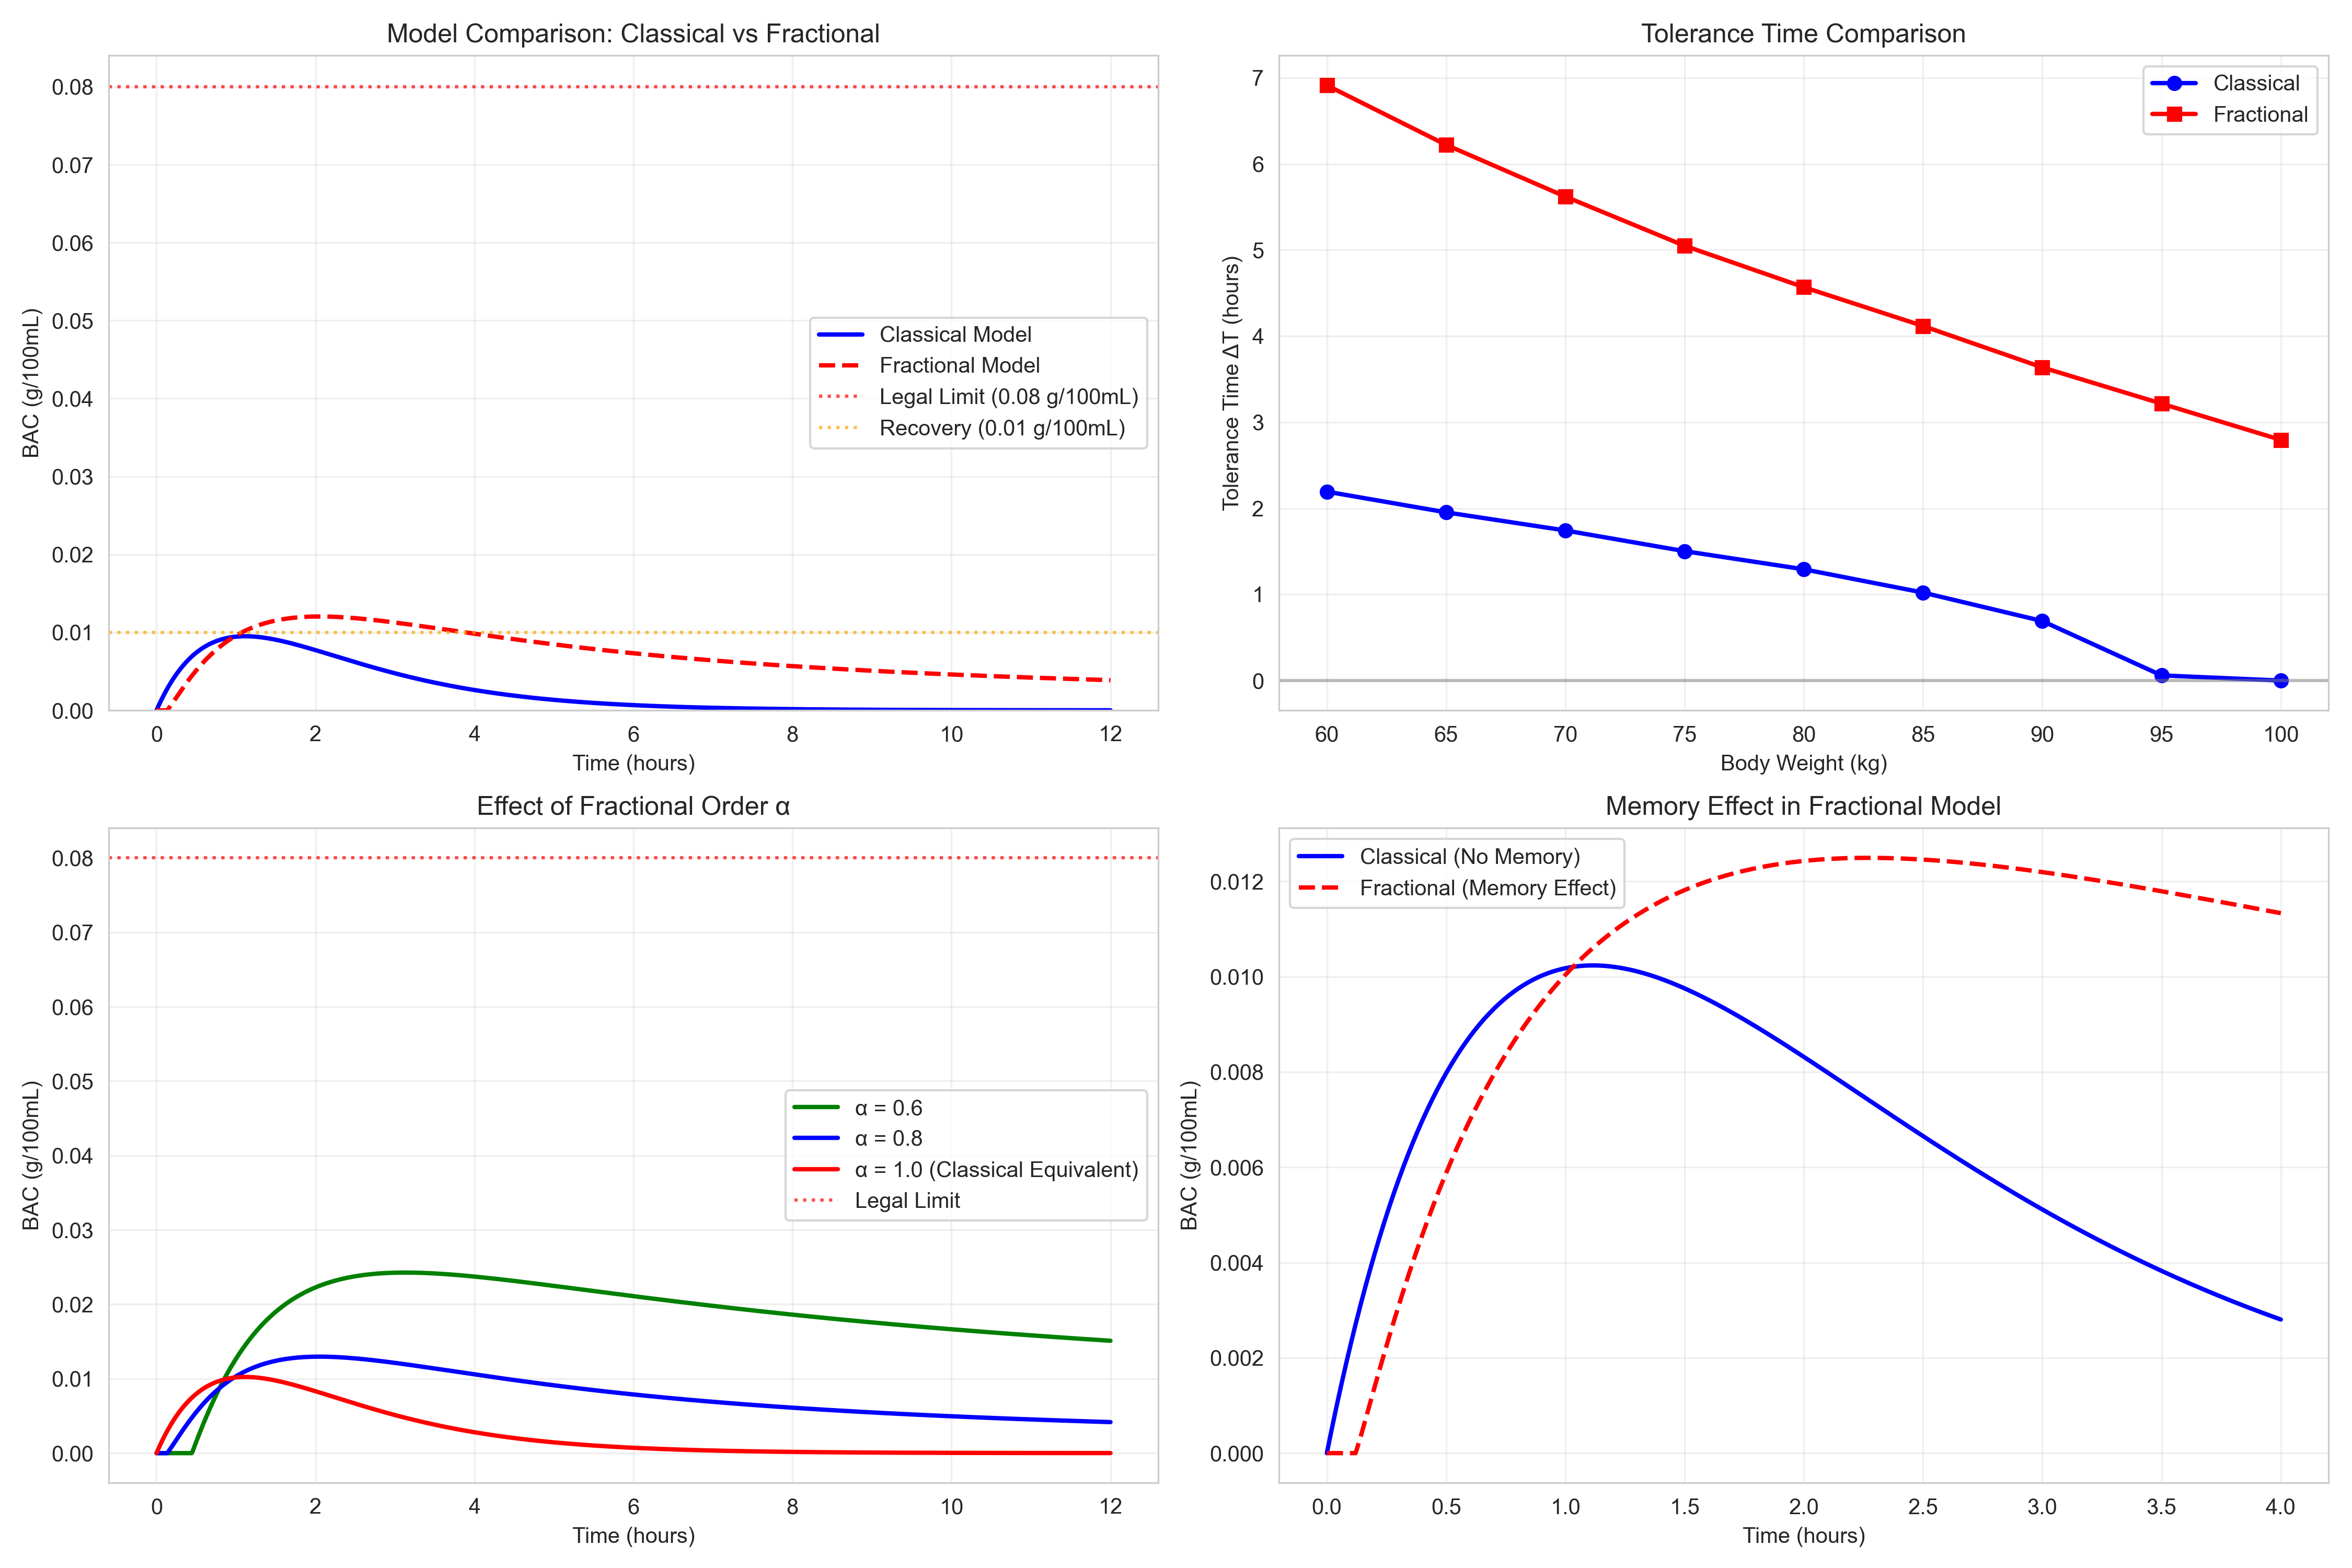 Model Comparison: Classical vs Fractional
BAC (g/100mL)
0.08
0.07
0.06
0.05
0.04
0.03
0.02
0.01
0.00
Classical Model
Fractional Model
Legal Limit (0.08 g/100mL)
Recovery (0.01 g/100mL)
0 2 4 6 8 10 12
Time (hours)
Tolerance Time Comparison
Tolerance Time ΔT (hours)
7
6
5
4
3
2
1
0
Classical
Fractional
60 65 70 75 80 85 90 95 100
Body Weight (kg)
Effect of Fractional Order α
BAC (g/100mL)
0.08
0.07
0.06
0.05
0.04
0.03
0.02
0.01
0.00
α = 0.6
α = 0.8
α = 1.0 (Classical Equivalent)
Legal Limit
0 2 4 6 8 10 12
Time (hours)
Memory Effect in Fractional Model
BAC (g/100mL)
Classical (No Memory)
Fractional (Memory Effect)
0.012
0.010
0.008
0.006
0.004
0.002
0.000
0.0 0.5 1.0 1.5 2.0 2.5 3.0 3.5 4.0
Time (hours)